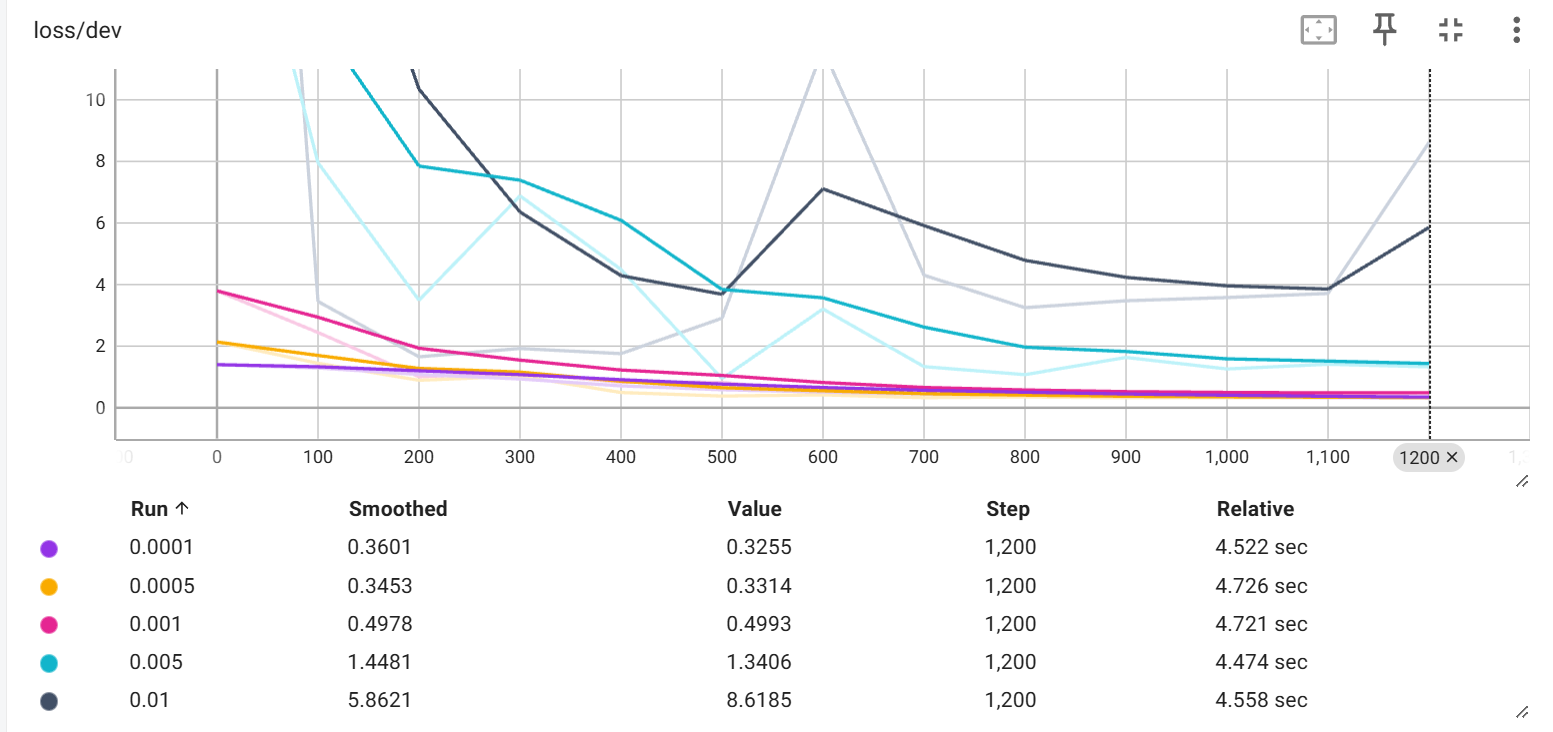 loss/dev
10
8
6
4
2
0
0 100 200 300 400 500 600 700 800 900 1,000 1,100 1200 ✕
Run ↑ Smoothed Value Step Relative
0.0001 0.3601 0.3255 1,200 4.522 sec
0.0005 0.3453 0.3314 1,200 4.726 sec
0.001 0.4978 0.4993 1,200 4.721 sec
0.005 1.4481 1.3406 1,200 4.474 sec
0.01 5.8621 8.6185 1,200 4.558 sec